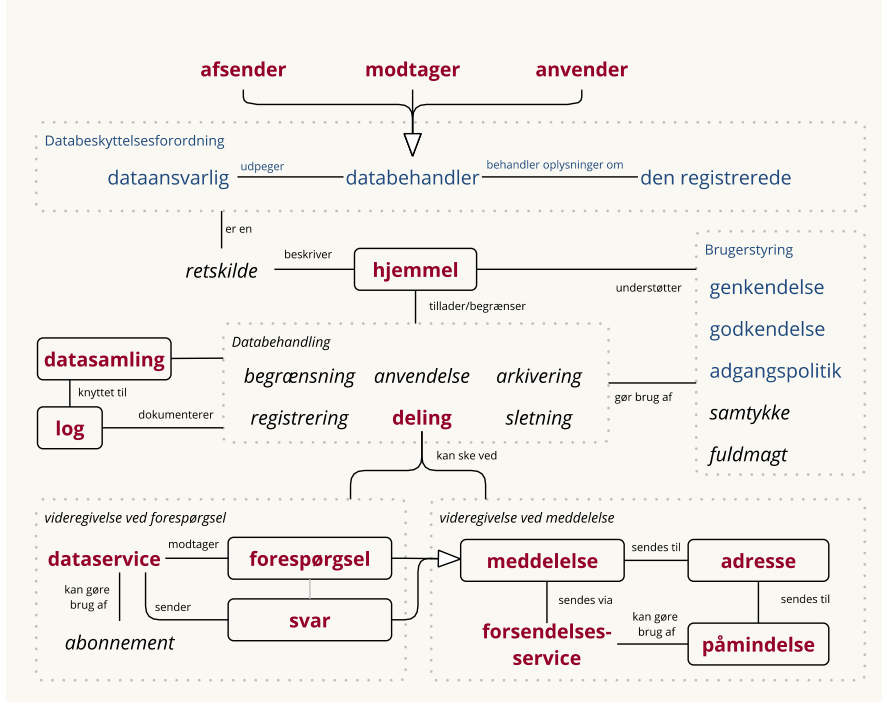 afsender modtager anvender
Databeskyttelsesforordning
dataansvarlig udpeger databehandler behandler oplysninger om den registrerede
er en
retskilde beskriver hjemmel understøtter
tillader/begrænser
Brugerstyring
genkendelse
godkendelse
adgangspolitik
samtykke
fuldmagt
Databehandling
begrænsning anvendelse arkivering
registrering deling sletning
gør brug af
datasamling
knyttet til
log dokumenterer
kan ske ved
videregivelse ved forespørgsel
dataservice modtager forespørgsel
kan gøre
brug af
sender svar
abonnement
videregivelse ved meddelelse
meddelelse sendes til adresse
sendes via sendes til
forsendelses-
service
kan gøre
brug af
påmindelse